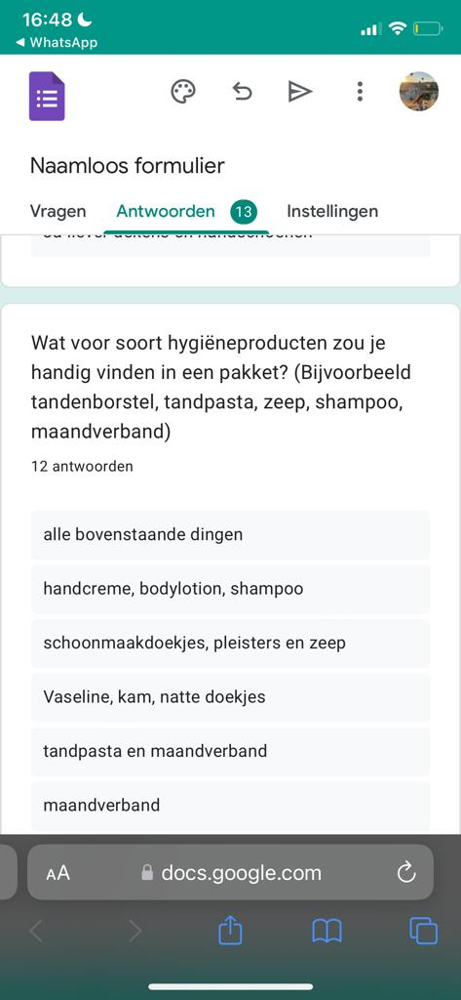 16:48
WhatsApp
Naamloos formulier
Vragen Antwoorden 13 Instellingen
Wat voor soort hygiëneproducten zou je
handig vinden in een pakket? (Bijvoorbeeld
tandenborstel, tandpasta, zeep, shampoo,
maandverband)
12 antwoorden
alle bovenstaande dingen
handcreme, bodylotion, shampoo
schoonmaakdoekjes, pleisters en zeep
Vaseline, kam, natte doekjes
tandpasta en maandverband
maandverband
AA docs.google.com